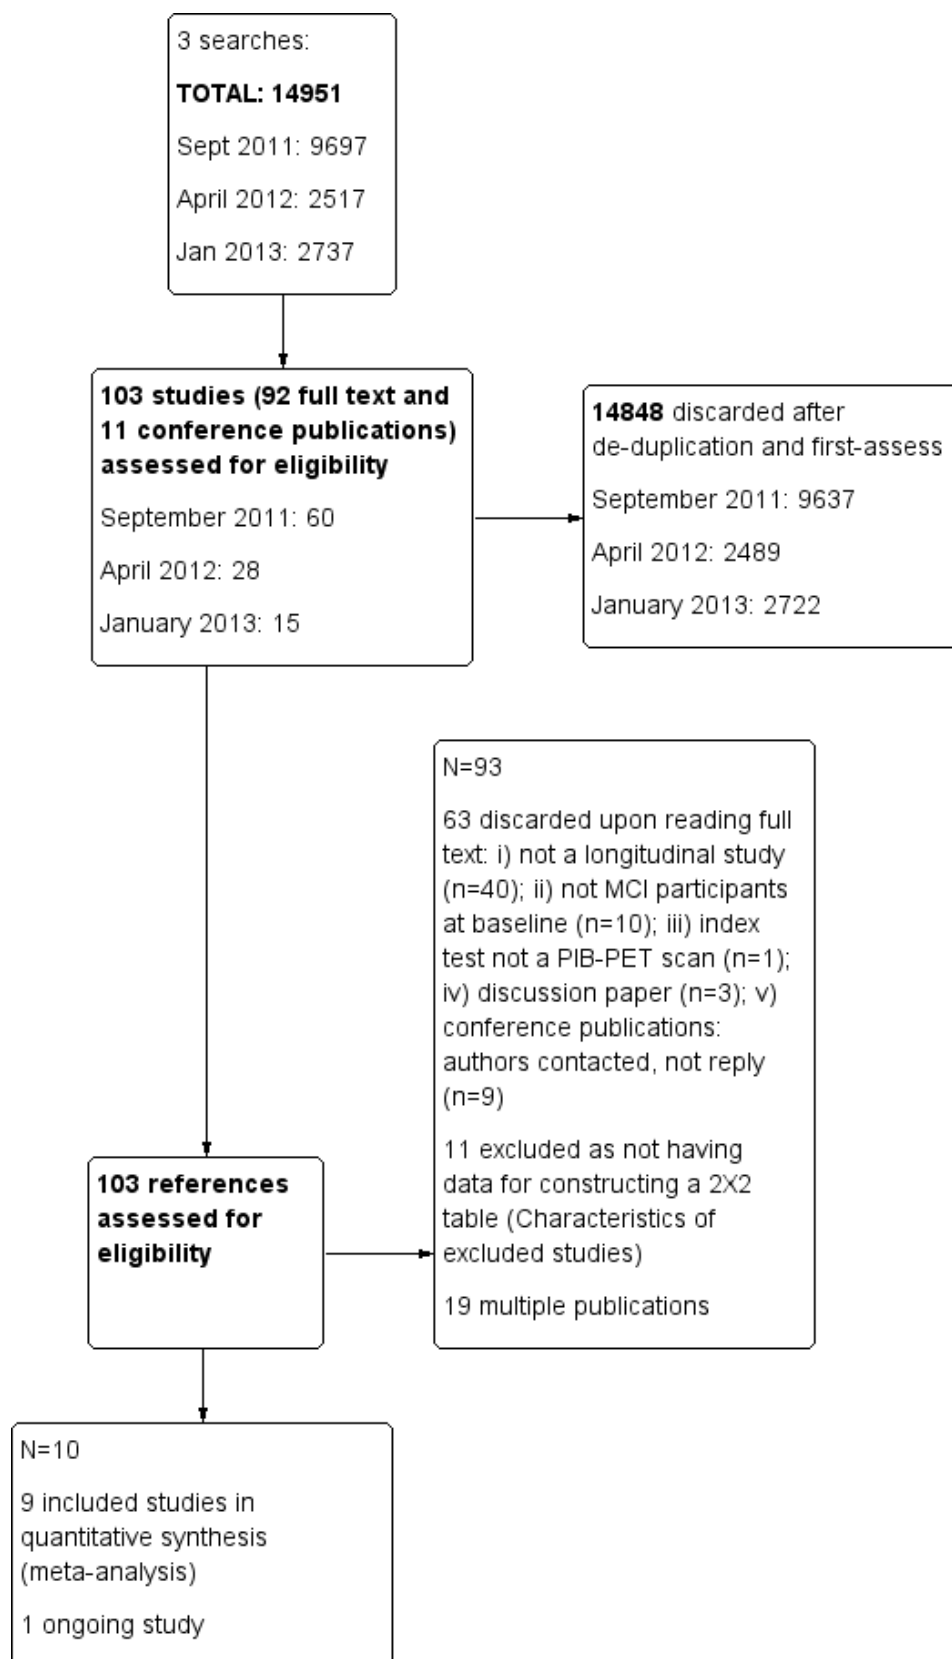 3 searches:
TOTAL: 14951
Sept 2011: 9697
April 2012: 2517
Jan 2013: 2737
103 studies (92 full text and
11 conference publications)
assessed for eligibility
September 2011: 60
April 2012: 28
January 2013: 15
14848 discarded after
de-duplication and first-assess
September 2011: 9637
April 2012: 2489
January 2013: 2722
N=93
63 discarded upon reading full
text: i) not a longitudinal study
(n=40); ii) not MCI participants
at baseline (n=10); iii) index
test not a PIB-PET scan (n=1);
iv) discussion paper (n=3); v)
conference publications:
authors contacted, not reply
(n=9)
11 excluded as not having
data for constructing a 2X2
table (Characteristics of
excluded studies)
19 multiple publications
103 references
assessed for
eligibility
N=10
9 included studies in
quantitative synthesis
(meta-analysis)
1 ongoing study